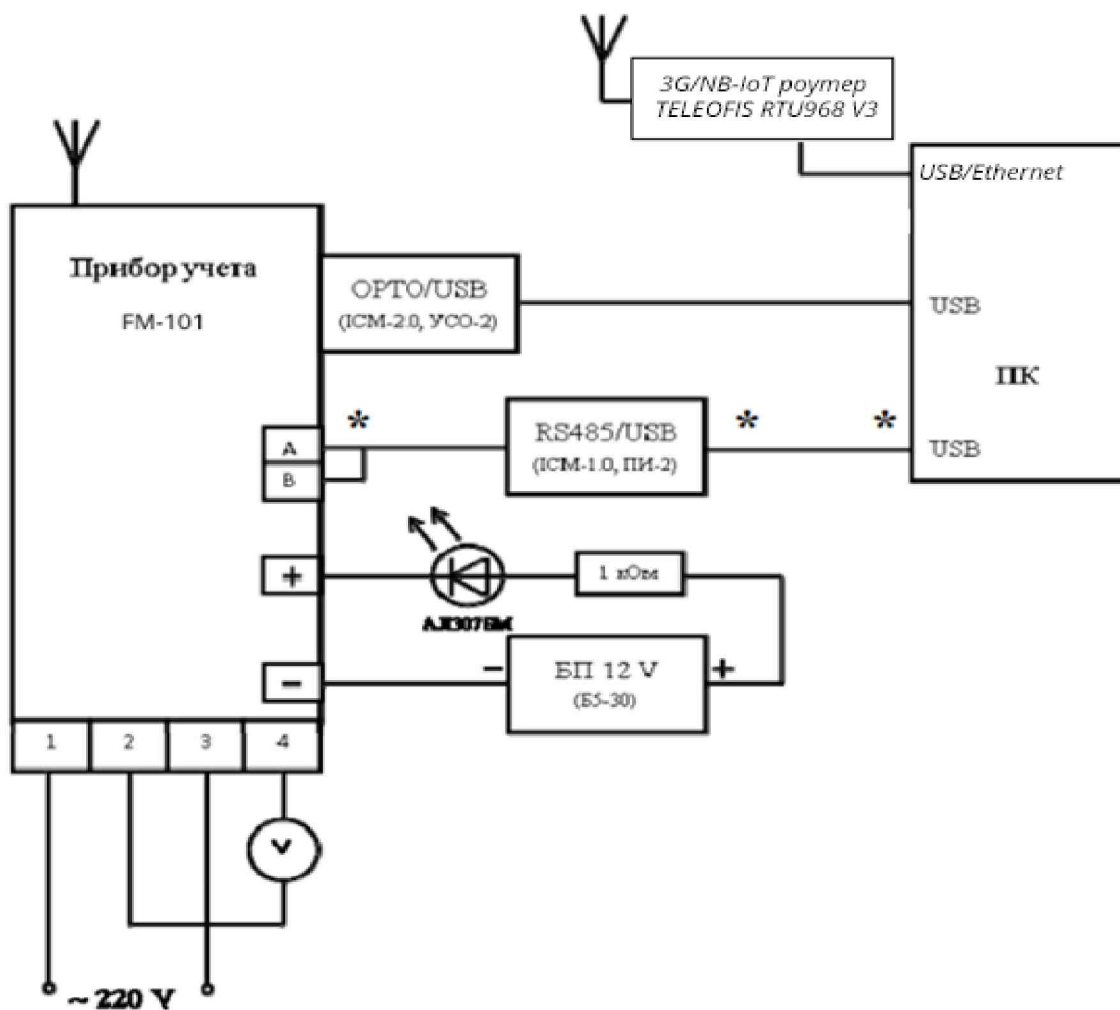 3G/NB-IoT роутер
TELEOFIS RTU968 V3
USB/Ethernet
Прибор учета
FM-101
OPTO/USB
(ICM-2.0, УСО-2)
USB
ПК
*
*
*
A
B
RS485/USB
(ICM-1.0, ПИ-2)
USB
+
1 кОм
АЛ307БМ
-
-
БП 12 V
(Б5-30)
+
1
2
3
4
V
~ 220 V